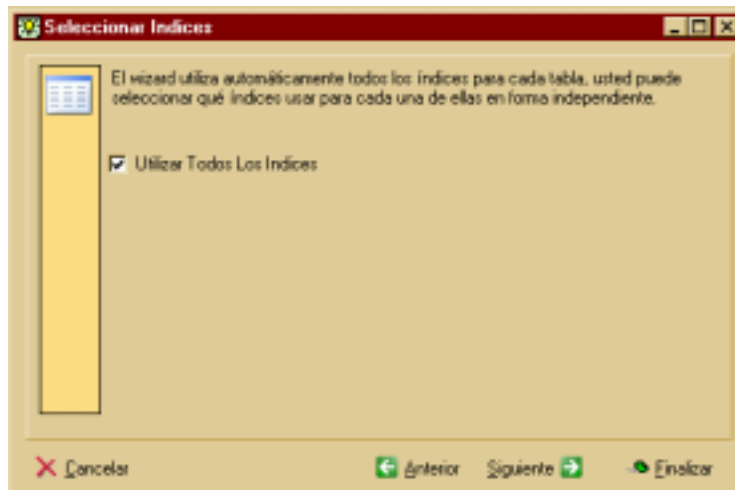 Seleccionar Indices
El wizard utiliza automáticamente todos los índices para cada tabla, usted puede
seleccionar qué índices usar para cada una de ellas en forma independiente.
Utilizar Todos Los Indices
Cancelar
Anterior
Siguiente
Finalizar